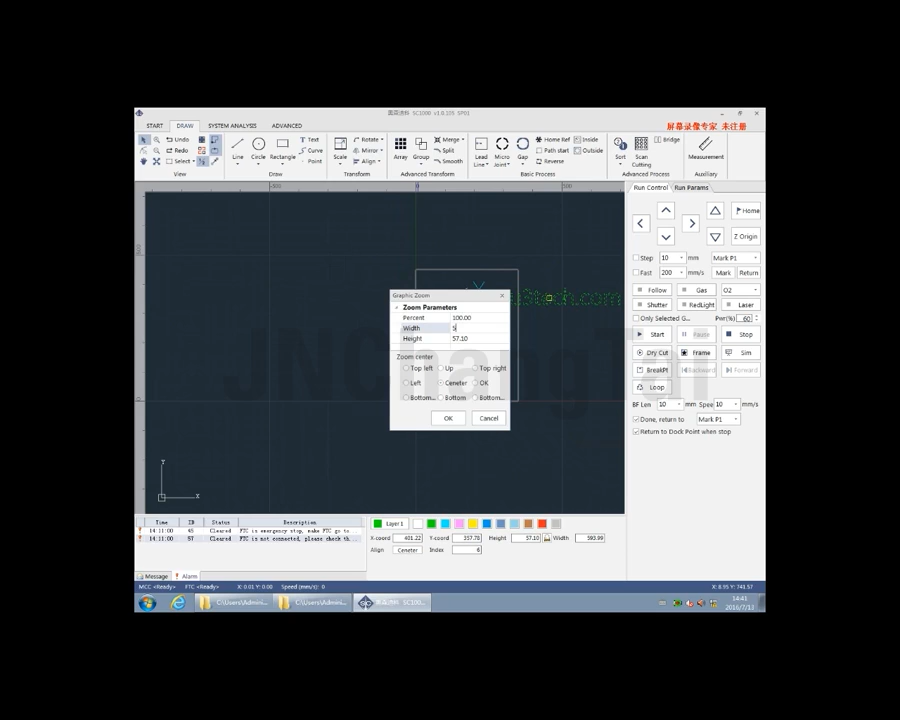 SC1000 v1.0.105 SP01
START DRAW SYSTEM ANALYSIS ADVANCED
屏幕录像专家 未注册
Undo
Redo
Select
View
Line Circle Rectangle
Text
Curve
Point
Draw
Scale
Rotate
Mirror
Align
Transform
Array Group
Merge
Split
Smooth
Advanced Transform
Lead Line Micro Joint Gap
Home Ref
Path start
Reverse
Inside
Outside
Basic Process
Sort Scan Cutting
Bridge
Advanced Process
Measurement
Auxiliary
Run Control Run Params
Home
Z Origin
Step 10 mm Mark P1
Fast 200 mm/s Mark Return
Follow Gas O2
Shutter RedLight Laser
Only Selected G... Pwr(%) 60
Start Pause Stop
Dry Cut Frame Sim
BreakPt Backward Forward
Loop
BF Len 10 mm Spee 10 mm/s
Done, return to Mark P1
Return to Dock Point when stop
Graphic Zoom
Zoom Parameters
Percent 100.00
Width 5
Height 57.10
Zoom center
Top left Up Top right
Left Ceneter OK
Bottom... Bottom Bottom...
OK Cancel
Y
X
Time ID Status Description
14:11:00 45 Cleared FTC is emergency stop, make FTC go to...
14:11:00 57 Cleared FTC is not connected, please check th...
Message Alarm
Layer 1
X-coord 401.22 Y-coord 357.78 Height 57.10 Width 593.99
Align Ceneter Index 6
MCC <Ready> FTC <Ready> X: 0.01 Y: 0.00 Speed (mm/s): 0 X: 8.95 Y: 741.57
C:\Users\Admini... C:\Users\Admini... SC100...
14:41
2016/7/13